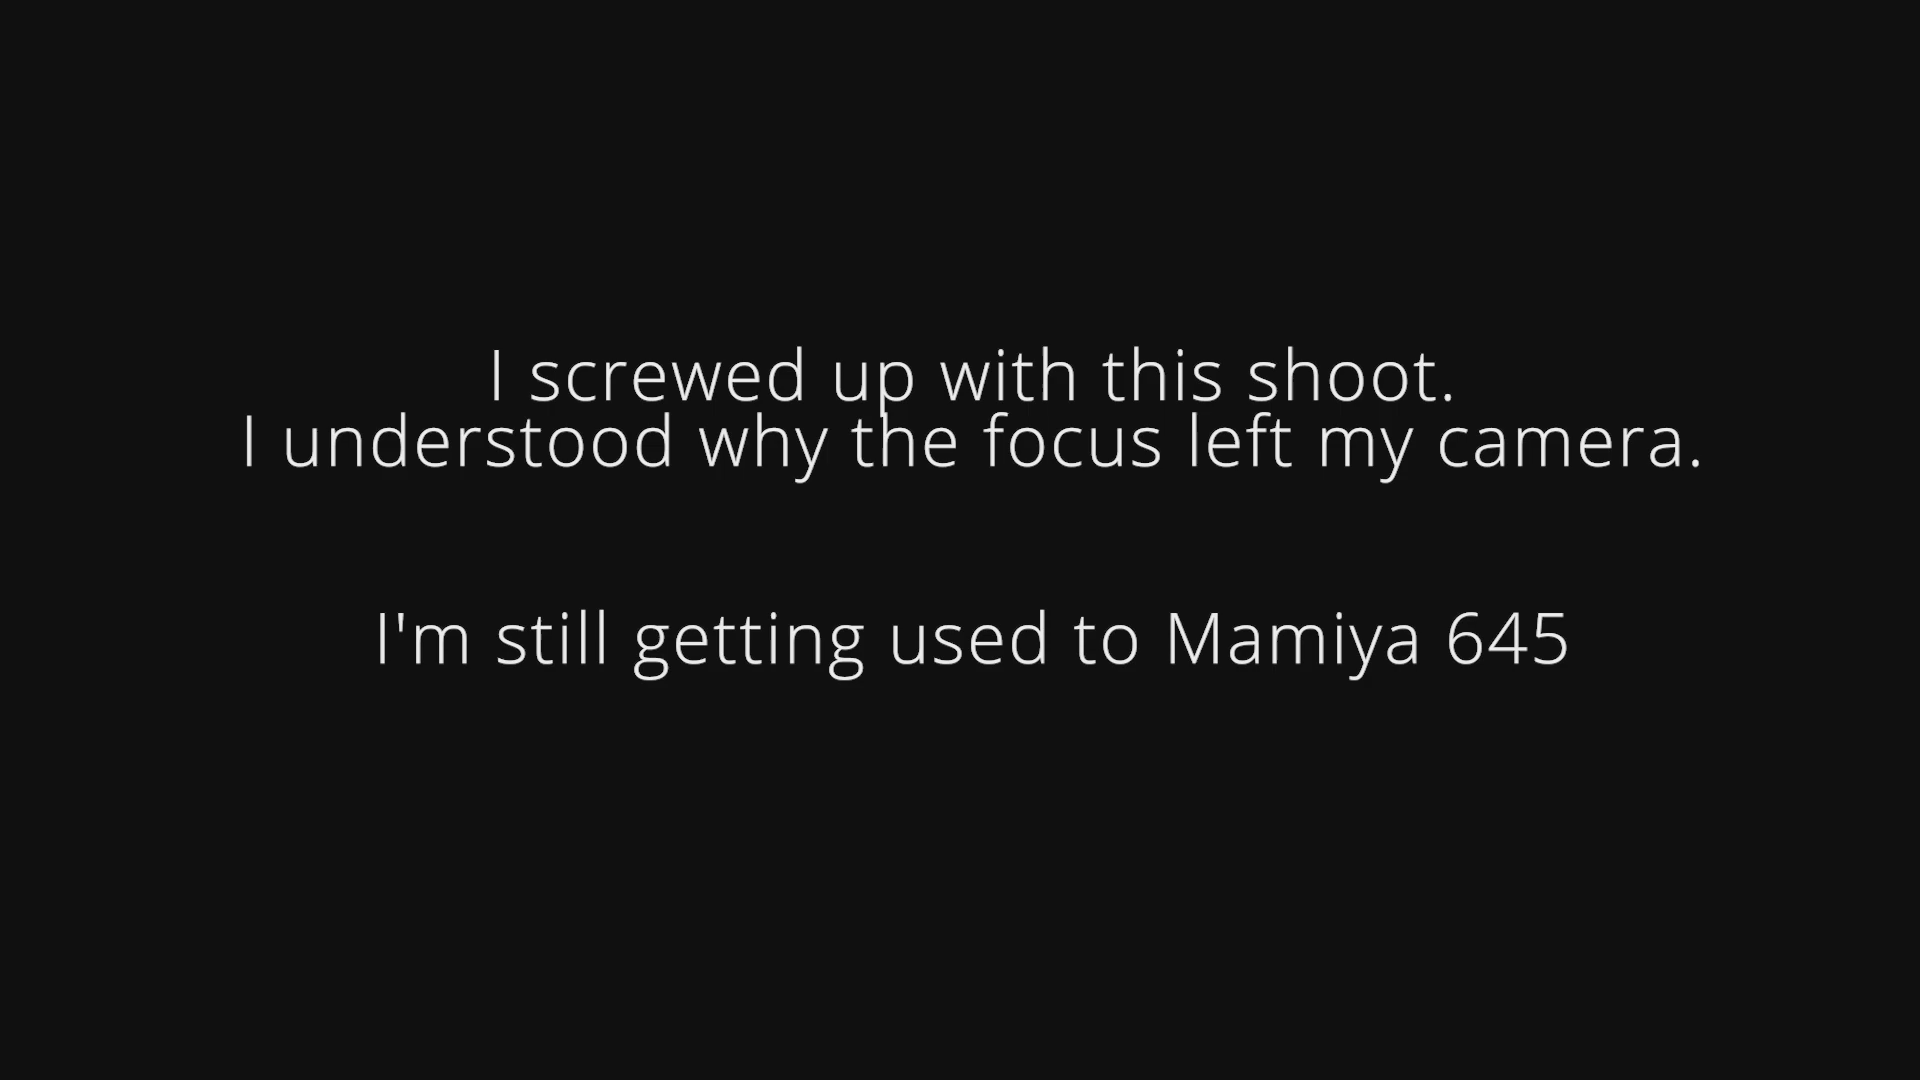 I screwed up with this shoot.
I understood why the focus left my camera.
I'm still getting used to Mamiya 645